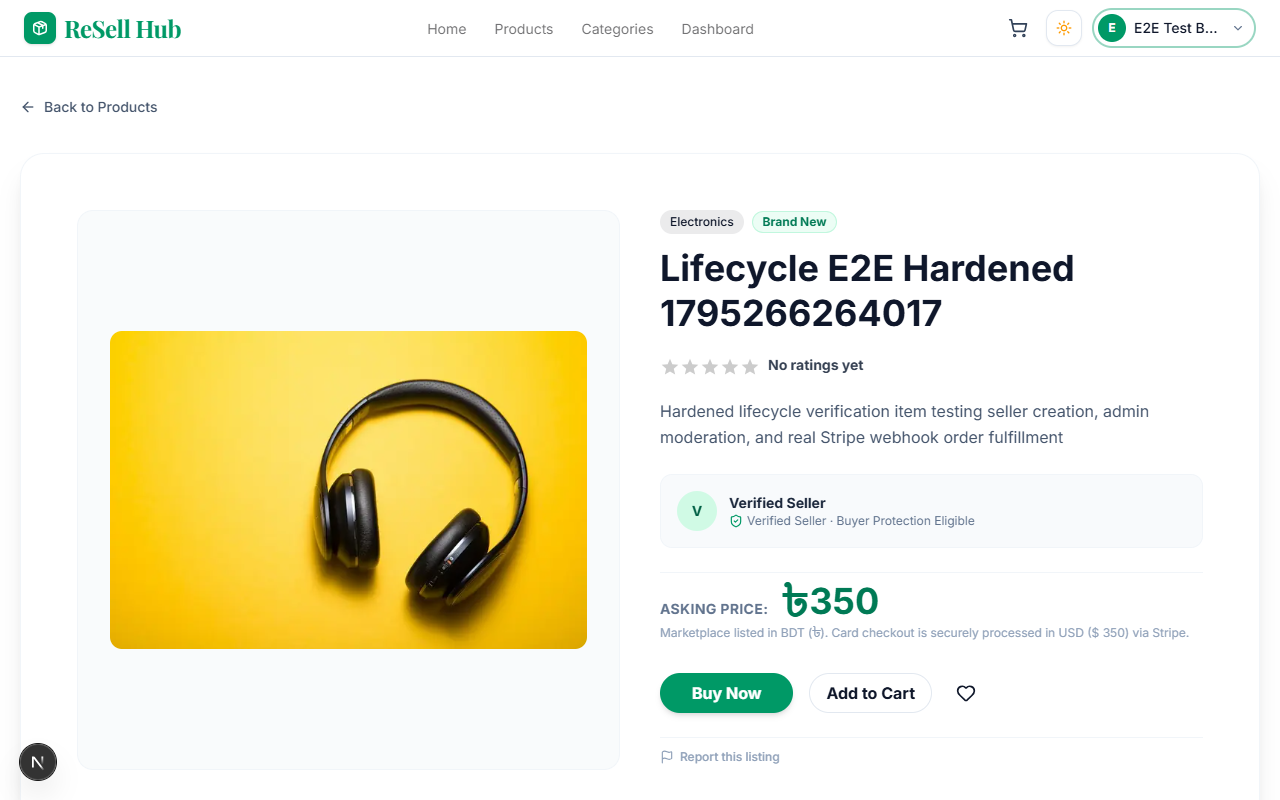 ReSell Hub
Home
Products
Categories
Dashboard
E
E2E Test B...
Back to Products
Electronics
Brand New
Lifecycle E2E Hardened
1795266264017
No ratings yet
Hardened lifecycle verification item testing seller creation, admin
moderation, and real Stripe webhook order fulfillment
V
Verified Seller
Verified Seller · Buyer Protection Eligible
ASKING PRICE: ৳350
Marketplace listed in BDT (৳). Card checkout is securely processed in USD ($ 350) via Stripe.
Buy Now
Add to Cart
Report this listing
N